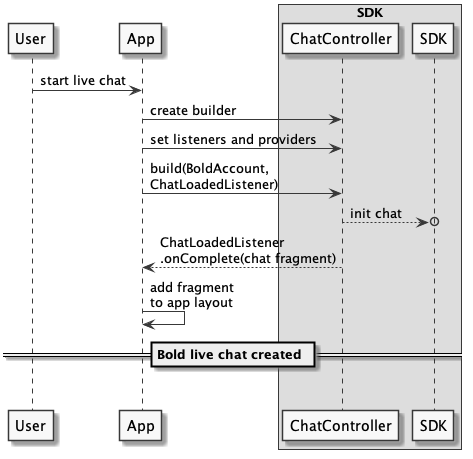 SDK
User
App
ChatController
SDK
start live chat
create builder
set listeners and providers
build(BoldAccount,
ChatLoadedListener)
init chat
ChatLoadedListener
.onComplete(chat fragment)
add fragment
to app layout
Bold live chat created
User
App
ChatController
SDK